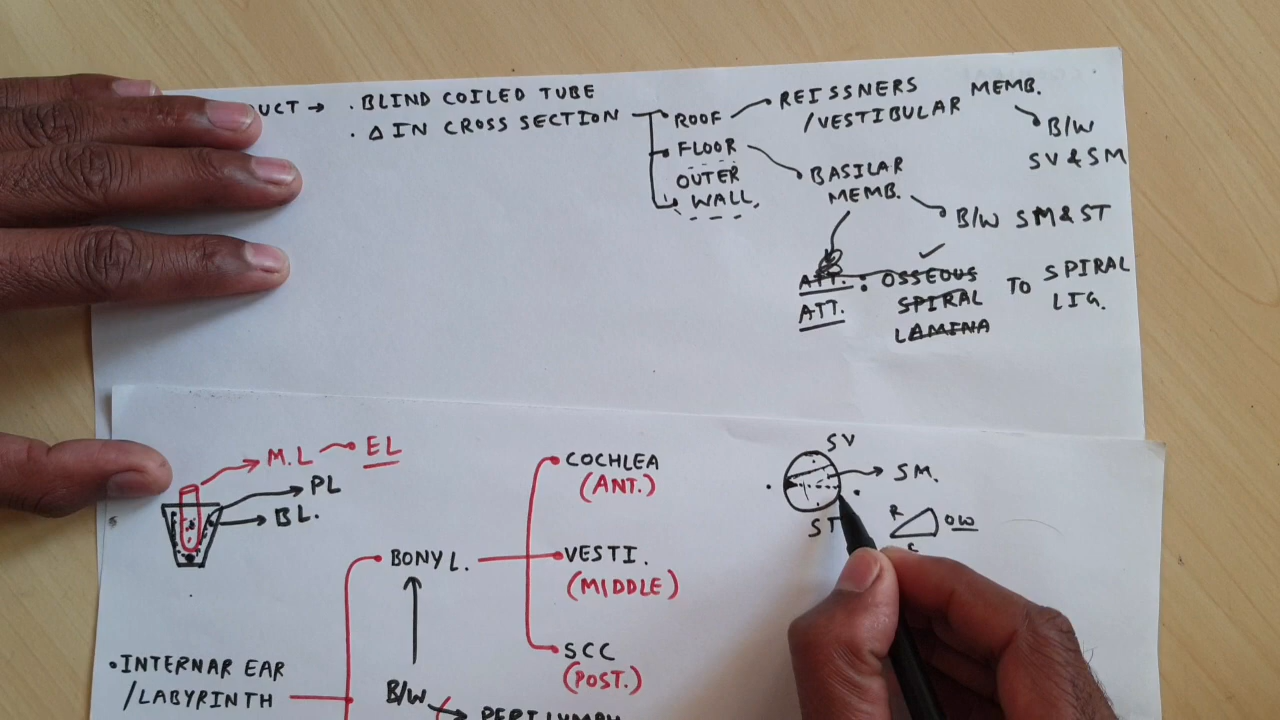 DUCT → . BLIND COILED TUBE
. Δ IN CROSS SECTION
ROOF
REISSNERS MEMB.
/VESTIBULAR
B/W
SV & SM
FLOOR
BASILAR
MEMB.
B/W SM & ST
OUTER
WALL,
ATT. : OSSEOUS TO SPIRAL
ATT. SPIRAL LIG.
LAMINA
M.L EL
PL
BL.
COCHLEA
(ANT.)
BONY L.
VESTI.
(MIDDLE)
SCC
(POST.)
SV
SM.
ST
R
OW
. INTERNAR EAR
/LABYRINTH
B/W
PERILYMPH